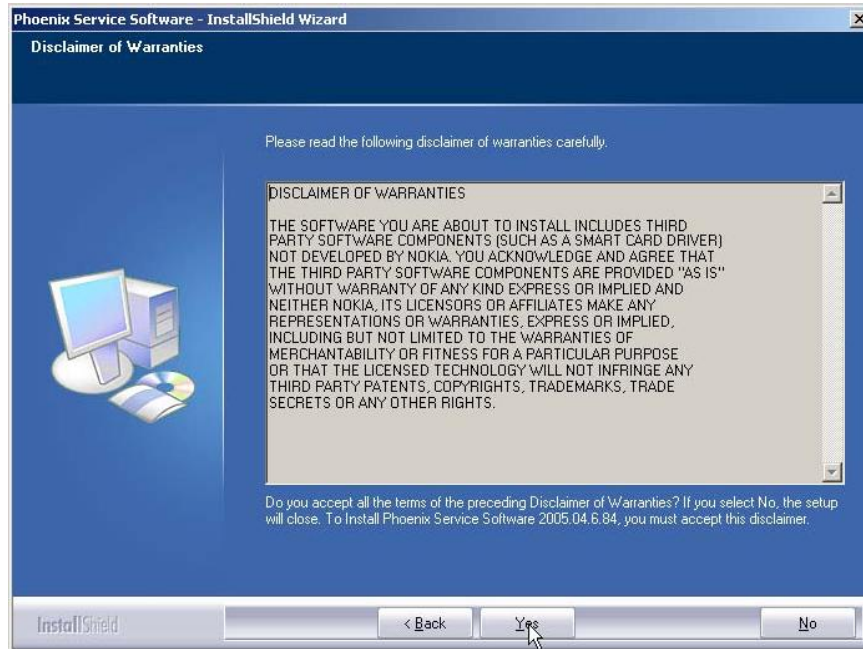 Phoenix Service Software - InstallShield Wizard
Disclaimer of Warranties
Please read the following disclaimer of warranties carefully.
DISCLAIMER OF WARRANTIES
THE SOFTWARE YOU ARE ABOUT TO INSTALL INCLUDES THIRD
PARTY SOFTWARE COMPONENTS (SUCH AS A SMART CARD DRIVER)
NOT DEVELOPED BY NOKIA. YOU ACKNOWLEDGE AND AGREE THAT
THE THIRD PARTY SOFTWARE COMPONENTS ARE PROVIDED "AS IS"
WITHOUT WARRANTY OF ANY KIND EXPRESS OR IMPLIED AND
NEITHER NOKIA, ITS LICENSORS OR AFFILIATES MAKE ANY
REPRESENTATIONS OR WARRANTIES, EXPRESS OR IMPLIED,
INCLUDING BUT NOT LIMITED TO THE WARRANTIES OF
MERCHANTABILITY OR FITNESS FOR A PARTICULAR PURPOSE
OR THAT THE LICENSED TECHNOLOGY WILL NOT INFRINGE ANY
THIRD PARTY PATENTS, COPYRIGHTS, TRADEMARKS, TRADE
SECRETS OR ANY OTHER RIGHTS.
Do you accept all the terms of the preceding Disclaimer of Warranties? If you select No, the setup
will close. To Install Phoenix Service Software 2005.04.6.84, you must accept this disclaimer.
InstallShield
< Back
Yes
No